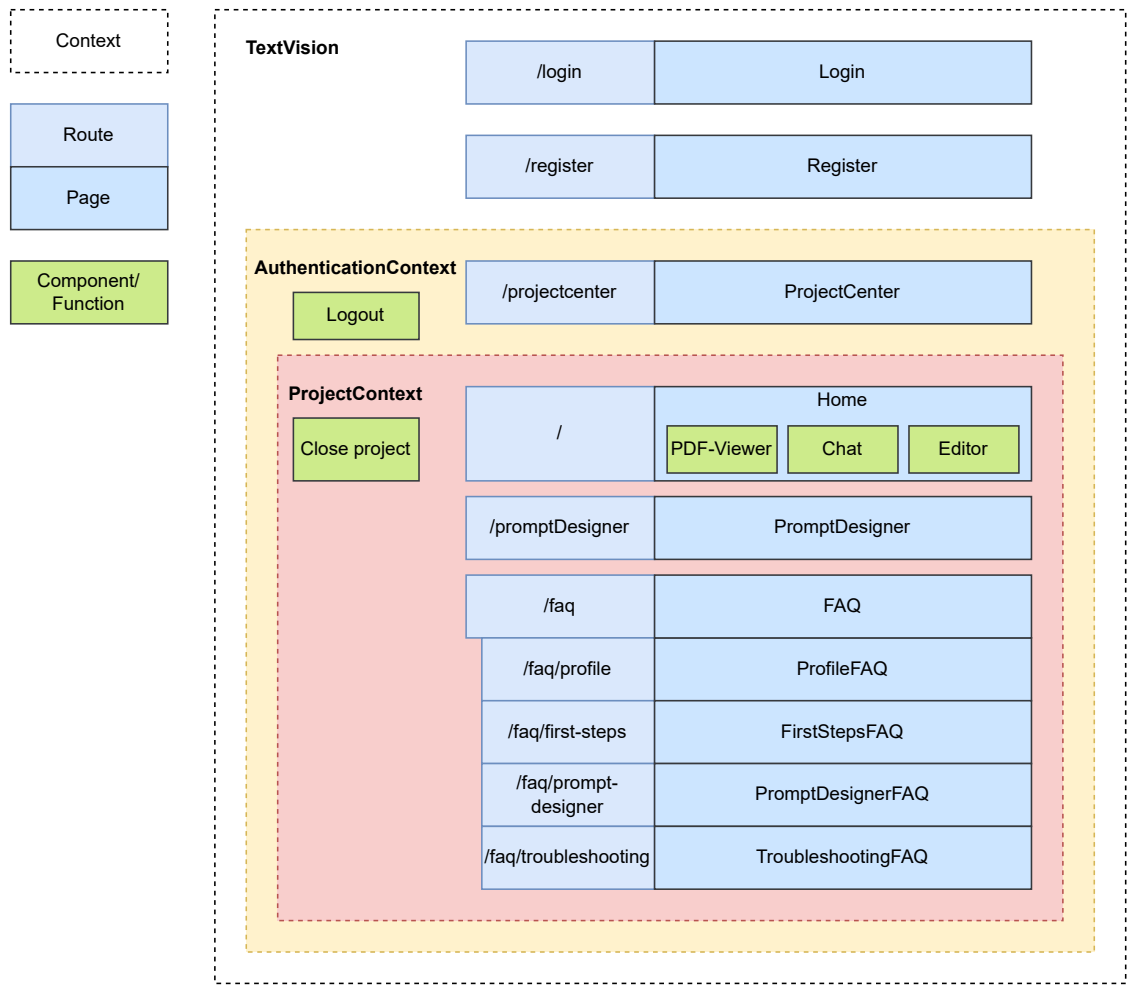 Context
Route
Page
Component/
Function
TextVision
/login
Login
/register
Register
AuthenticationContext
Logout
/projectcenter
ProjectCenter
ProjectContext
Close project
/
Home
PDF-Viewer
Chat
Editor
/promptDesigner
PromptDesigner
/faq
FAQ
/faq/profile
ProfileFAQ
/faq/first-steps
FirstStepsFAQ
/faq/prompt-
designer
PromptDesignerFAQ
/faq/troubleshooting
TroubleshootingFAQ